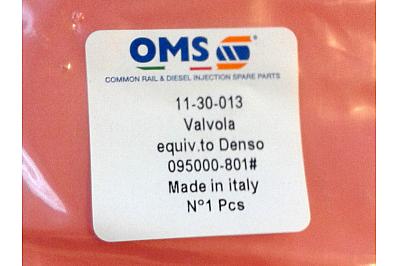 OMS
COMMON RAIL & DIESEL INJECTION SPARE PARTS
11-30-013
Valvola
equiv.to Denso
095000-801#
Made in italy
N°1 Pcs